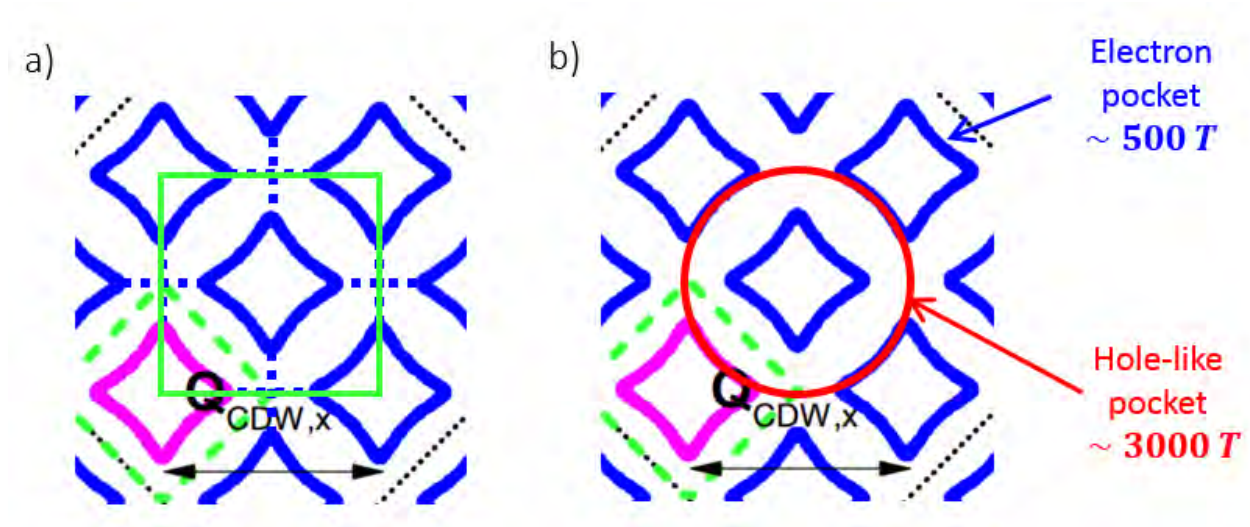 a)
b)
Electron
pocket
~ 500 T
Q
CDW,x
Q
CDW,x
Hole-like
pocket
~ 3000 T